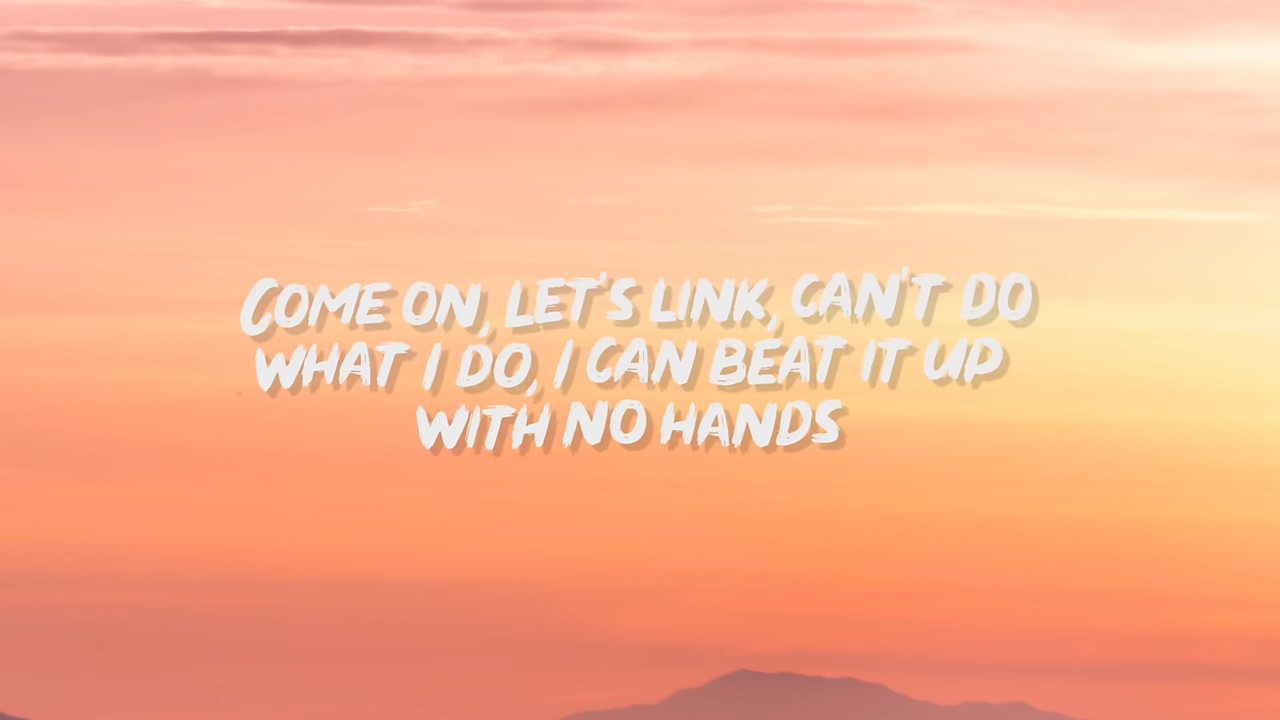 COME ON, LET'S LINK, CAN'T DO
WHAT I DO, I CAN BEAT IT UP
WITH NO HANDS